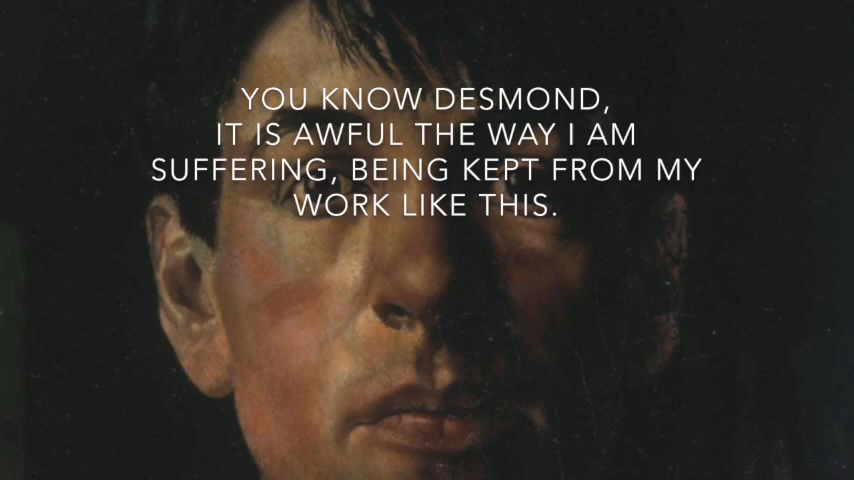 YOU KNOW DESMOND,
IT IS AWFUL THE WAY I AM
SUFFERING, BEING KEPT FROM MY
WORK LIKE THIS.